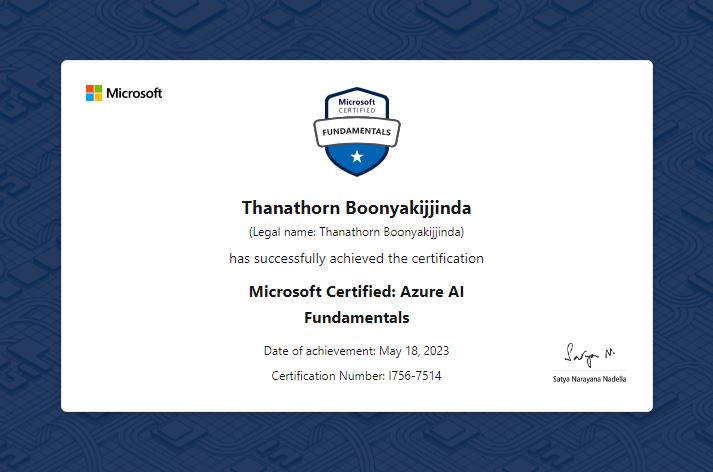 Microsoft
Microsoft
CERTIFIED
FUNDAMENTALS
Thanathorn Boonyakijjinda
(Legal name: Thanathorn Boonyakijjinda)
has successfully achieved the certification
Microsoft Certified: Azure AI
Fundamentals
Date of achievement: May 18, 2023
Certification Number: I756-7514
Satya N.
Satya Narayana Nadella